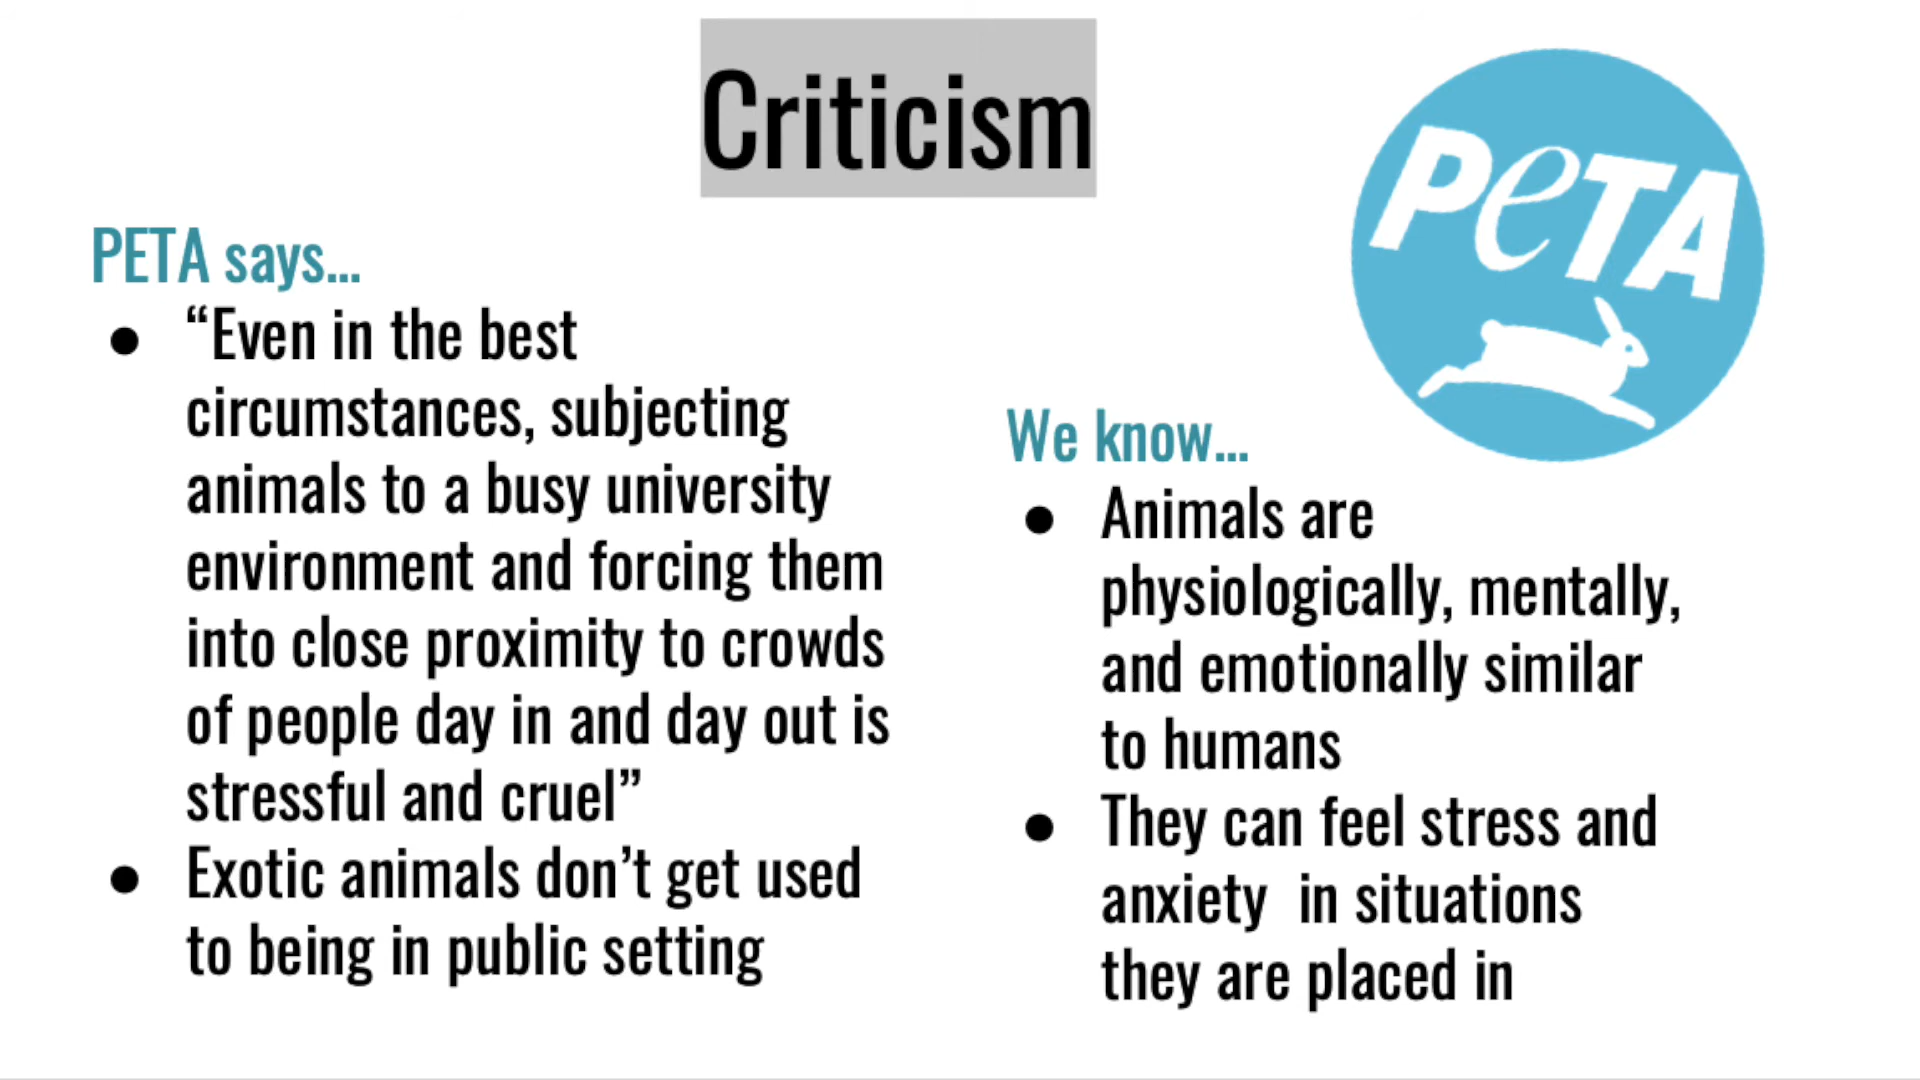 Criticism
PETA
PETA says...
● “Even in the best
circumstances, subjecting
animals to a busy university
environment and forcing them
into close proximity to crowds
of people day in and day out is
stressful and cruel”
● Exotic animals don’t get used
to being in public setting
We know...
● Animals are
physiologically, mentally,
and emotionally similar
to humans
● They can feel stress and
anxiety  in situations
they are placed in